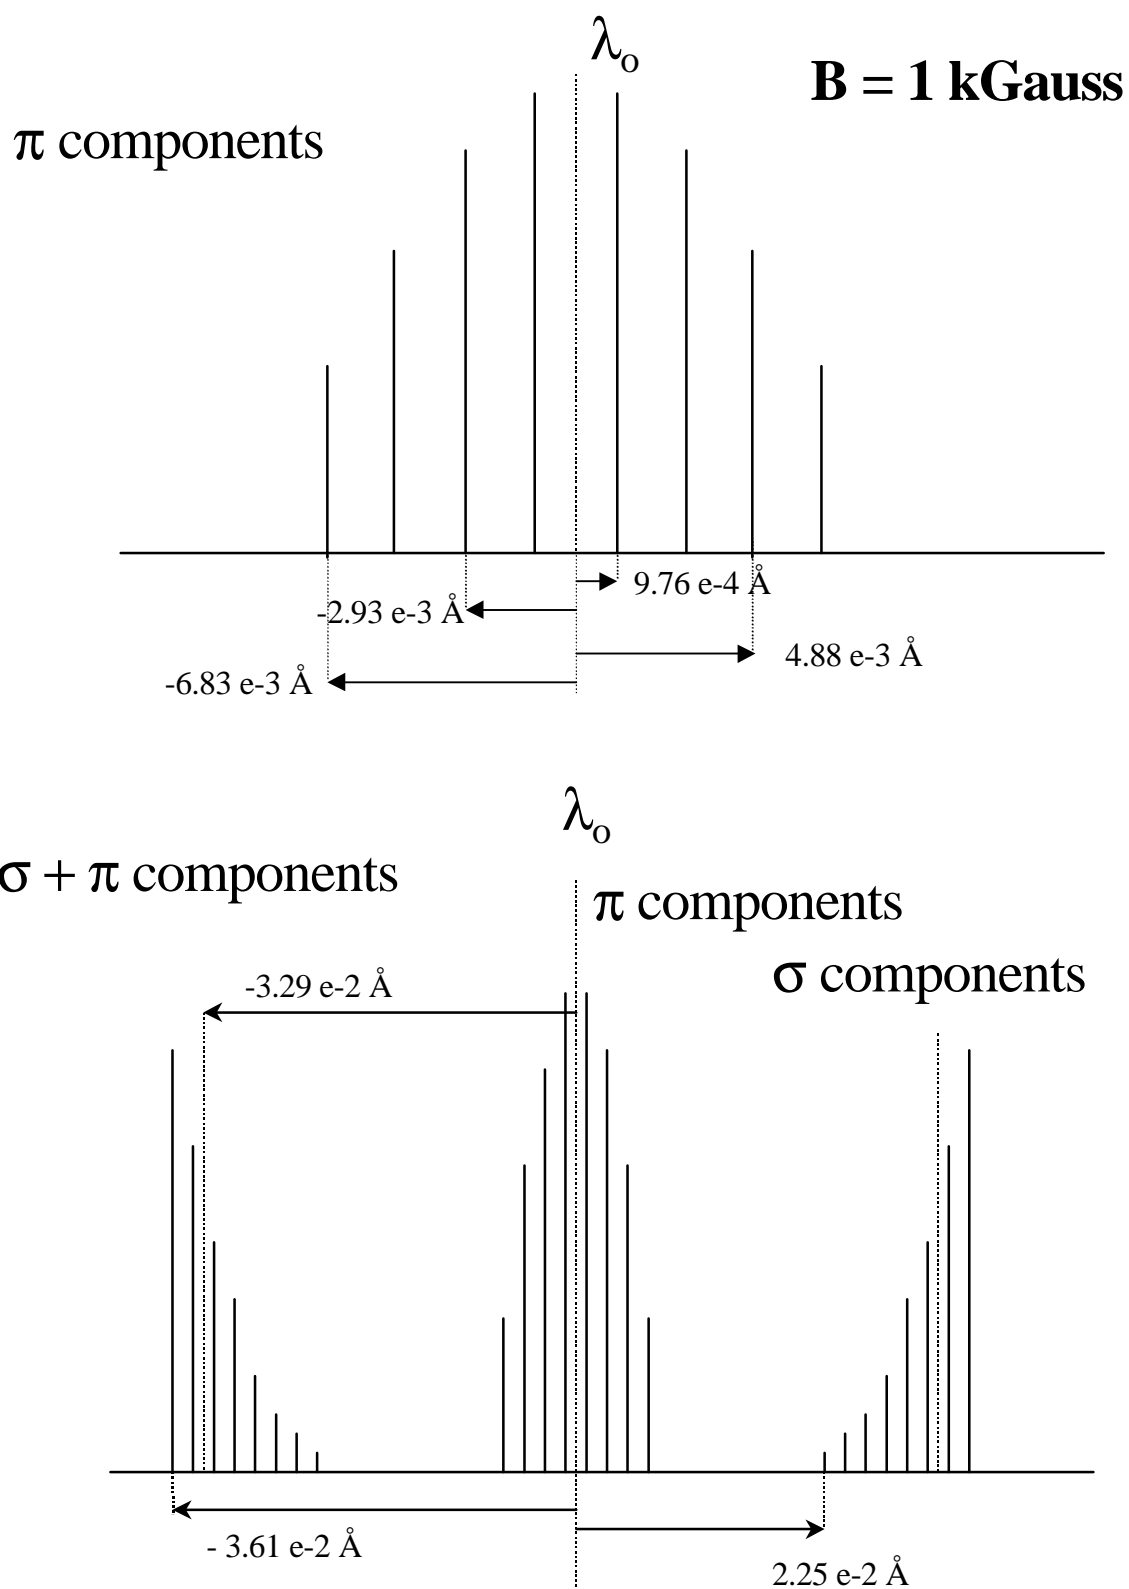 λo
B = 1 kGauss
π components
9.76 e-4 Å
-2.93 e-3 Å
4.88 e-3 Å
-6.83 e-3 Å
λo
σ + π components
π components
σ components
-3.29 e-2 Å
- 3.61 e-2 Å
2.25 e-2 Å